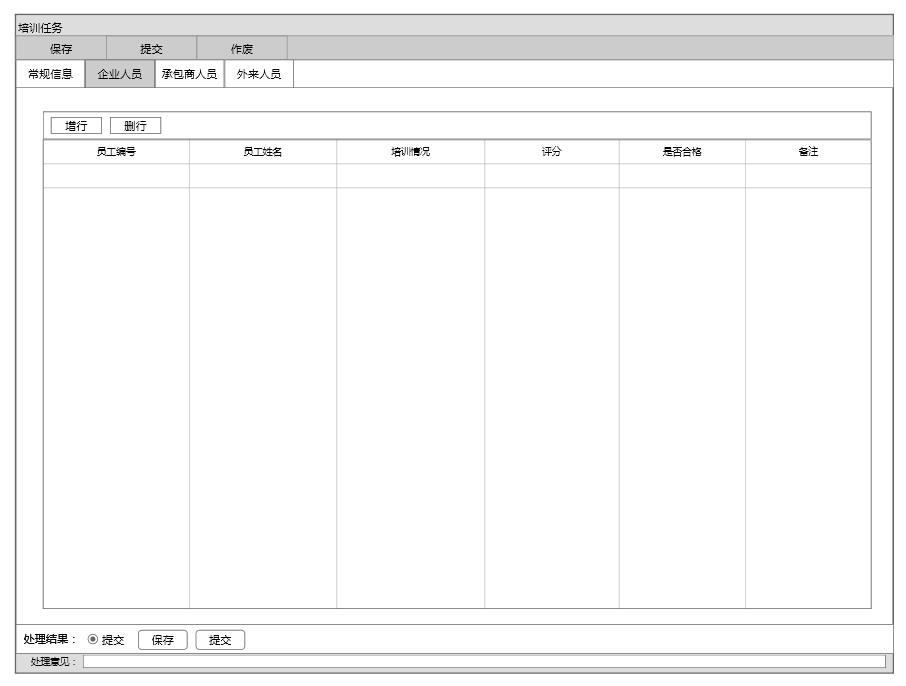 培训任务
保存 提交 作废
常规信息 企业人员 承包商人员 外来人员
增行 删行
员工编号 员工姓名 培训情况 评分 是否合格 备注
处理结果： 提交 保存 提交
处理意见：